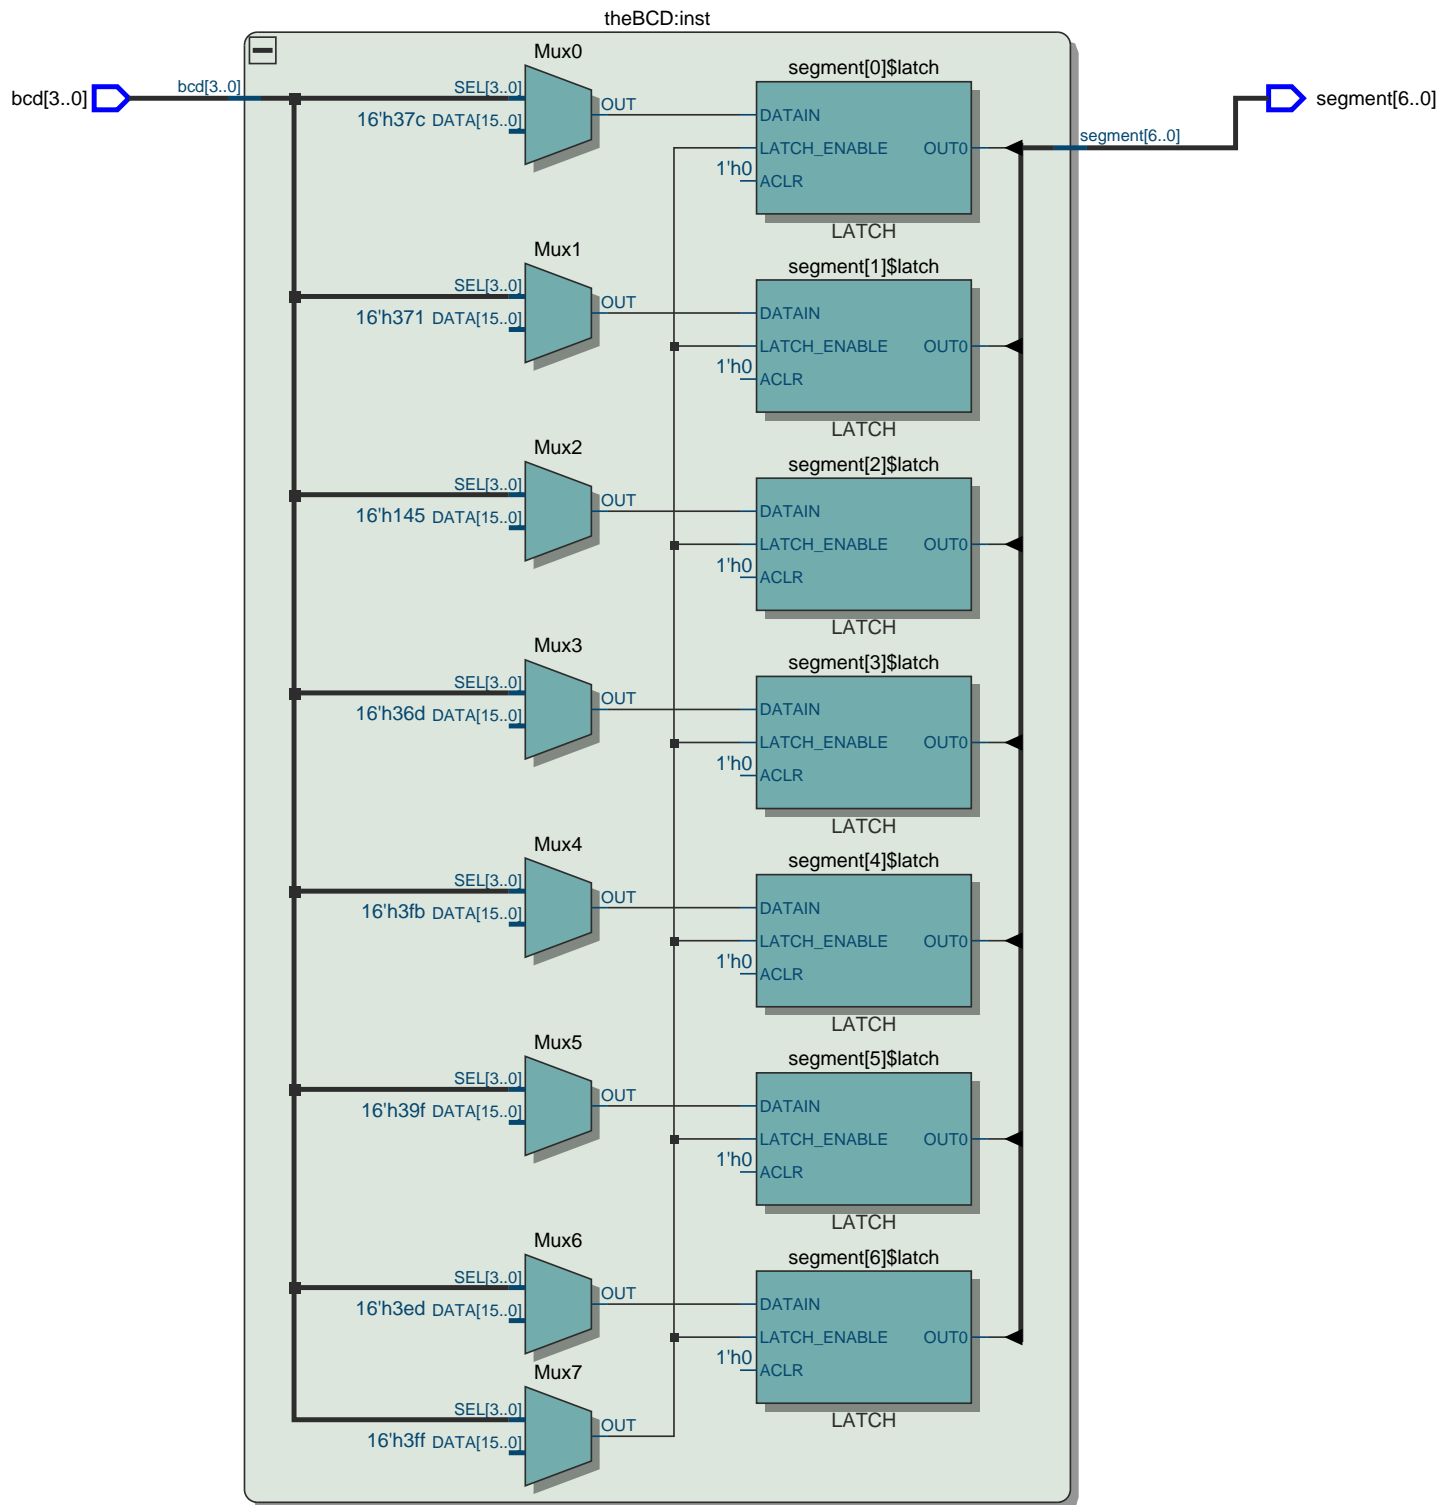 theBCD:inst
bcd[3..0]
bcd[3..0]
segment[6..0]
segment[6..0]
Mux0
SEL[3..0]
16'h37c DATA[15..0]
OUT
segment[0]$latch
DATAIN
LATCH_ENABLE OUT0
1'h0
ACLR
LATCH
Mux1
SEL[3..0]
16'h371 DATA[15..0]
OUT
segment[1]$latch
DATAIN
LATCH_ENABLE OUT0
1'h0
ACLR
LATCH
Mux2
SEL[3..0]
16'h145 DATA[15..0]
OUT
segment[2]$latch
DATAIN
LATCH_ENABLE OUT0
1'h0
ACLR
LATCH
Mux3
SEL[3..0]
16'h36d DATA[15..0]
OUT
segment[3]$latch
DATAIN
LATCH_ENABLE OUT0
1'h0
ACLR
LATCH
Mux4
SEL[3..0]
16'h3fb DATA[15..0]
OUT
segment[4]$latch
DATAIN
LATCH_ENABLE OUT0
1'h0
ACLR
LATCH
Mux5
SEL[3..0]
16'h39f DATA[15..0]
OUT
segment[5]$latch
DATAIN
LATCH_ENABLE OUT0
1'h0
ACLR
LATCH
Mux6
SEL[3..0]
16'h3ed DATA[15..0]
OUT
segment[6]$latch
DATAIN
LATCH_ENABLE OUT0
1'h0
ACLR
LATCH
Mux7
SEL[3..0]
16'h3ff DATA[15..0]
OUT